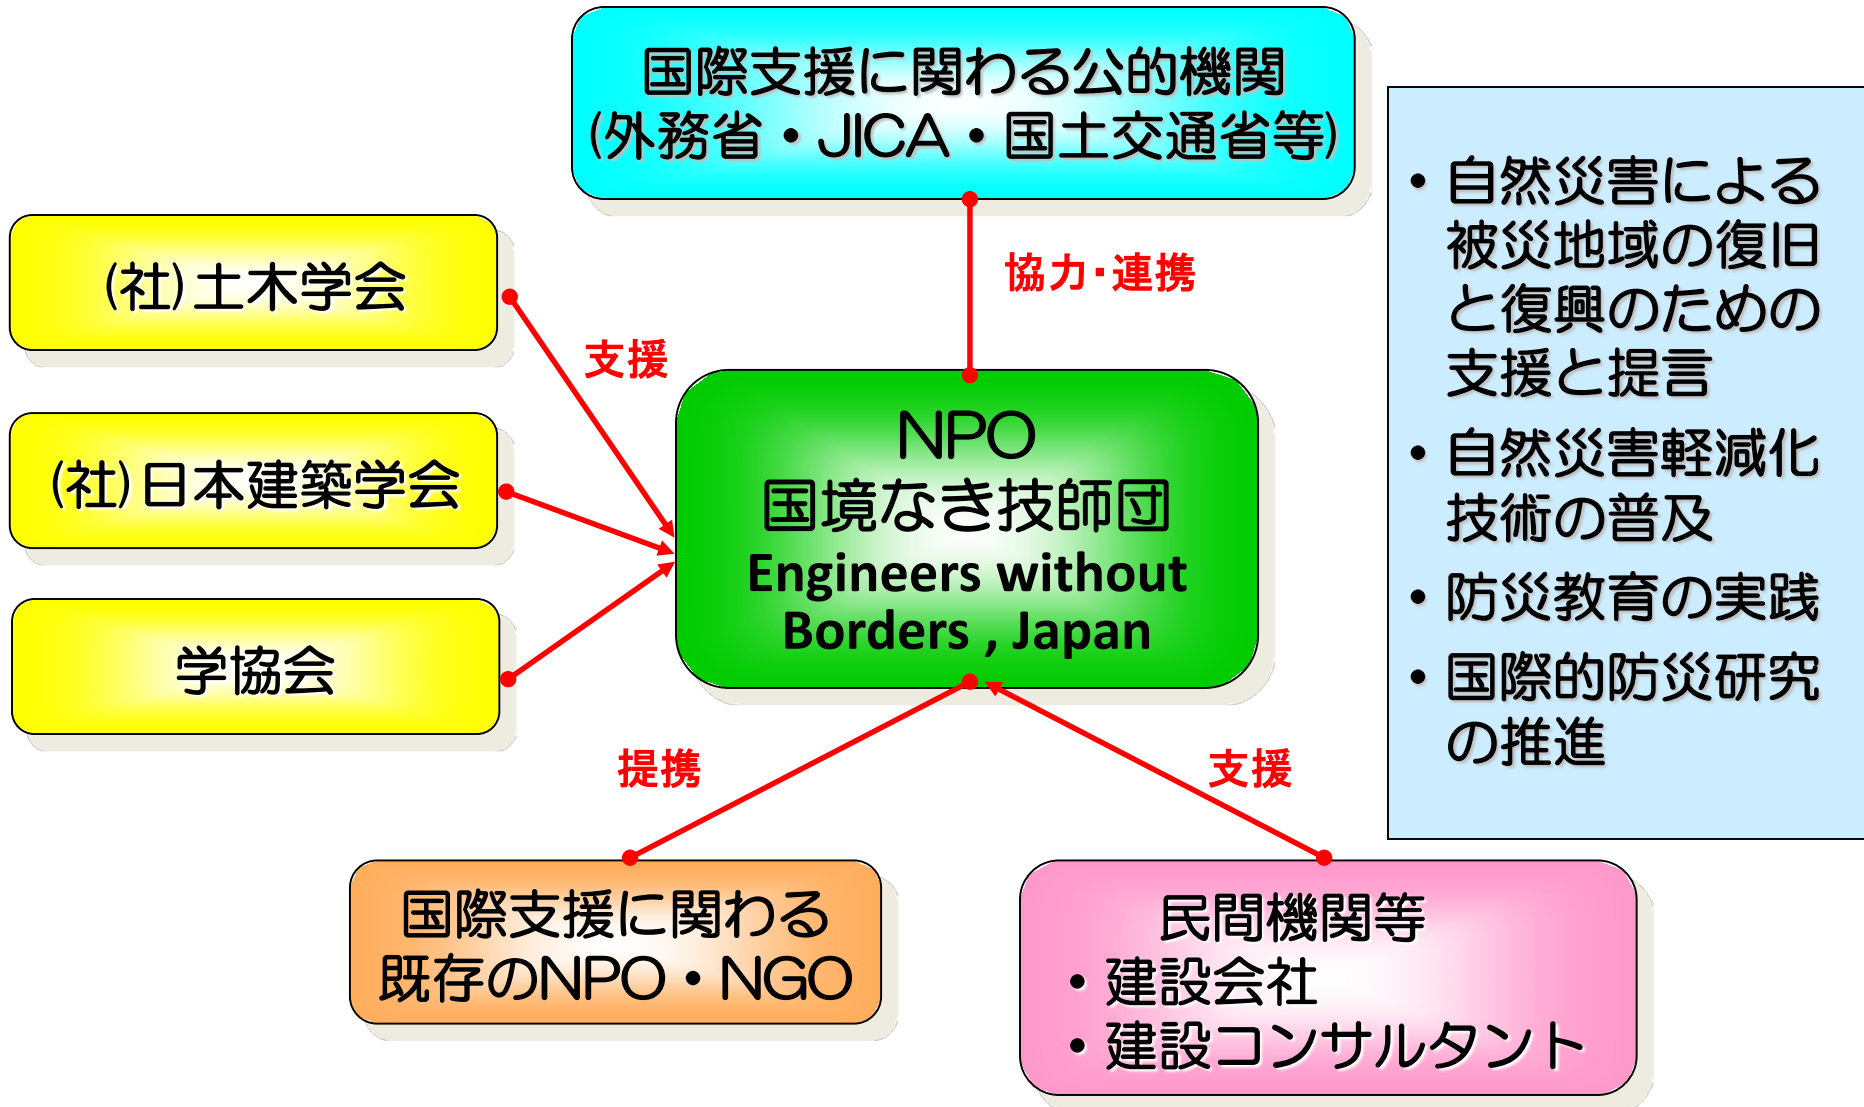 国際支援に関わる公的機関
(外務省・JICA・国土交通省等)
(社)土木学会
(社)日本建築学会
学協会
支援
協力・連携
NPO
国境なき技師団
Engineers without
Borders , Japan
提携
支援
国際支援に関わる
既存のNPO・NGO
民間機関等
・建設会社
・建設コンサルタント
・自然災害による
被災地域の復旧
と復興のための
支援と提言
・自然災害軽減化
技術の普及
・防災教育の実践
・国際的防災研究
の推進